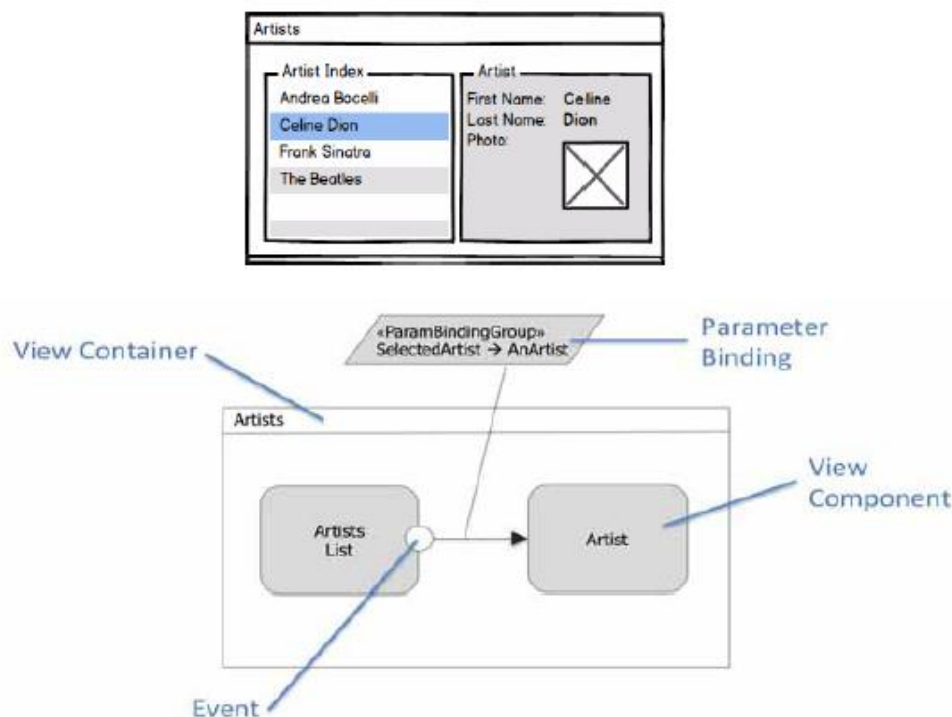 Artists
Artist Index
Andrea Bocelli
Celine Dion
Frank Sinatra
The Beatles
Artist
First Name: Celine
Last Name: Dion
Photo:
«ParamBindingGroup»
SelectedArtist → AnArtist
Parameter
Binding
View Container
Artists
View
Component
Artists
List
Artist
Event